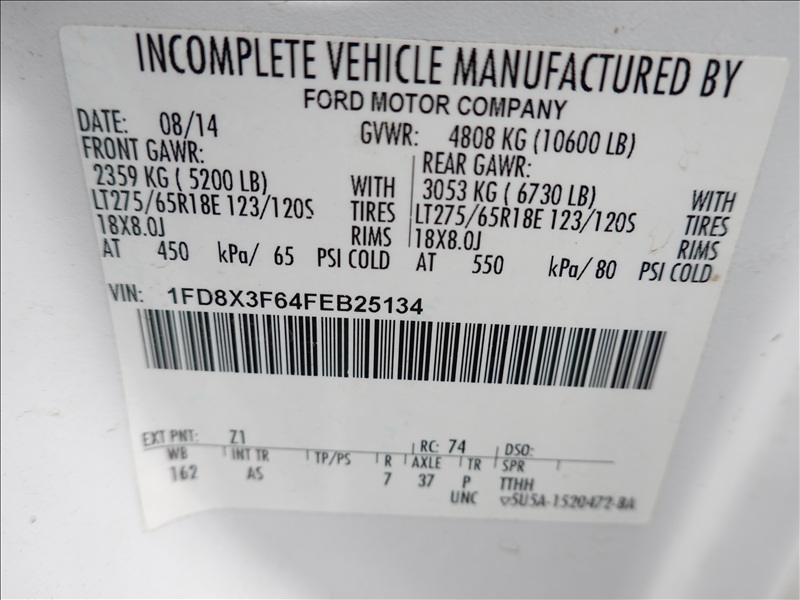 INCOMPLETE VEHICLE MANUFACTURED BY
FORD MOTOR COMPANY
DATE: 08/14 GVWR: 4808 KG (10600 LB)
FRONT GAWR: REAR GAWR:
2359 KG ( 5200 LB) WITH 3053 KG ( 6730 LB) WITH
LT275/65R18E 123/120S TIRES LT275/65R18E 123/120S TIRES
18X8.0J RIMS 18X8.0J RIMS
AT 450 kPa/ 65 PSI COLD AT 550 kPa/ 80 PSI COLD
VIN: 1FD8X3F64FEB25134
EXT PNT: Z1 RC: 74 DSO:
WB INT TR TP/PS R AXLE TR SPR
162 AS 7 37 P TTHH
UNC 5U5A-1520472-BA